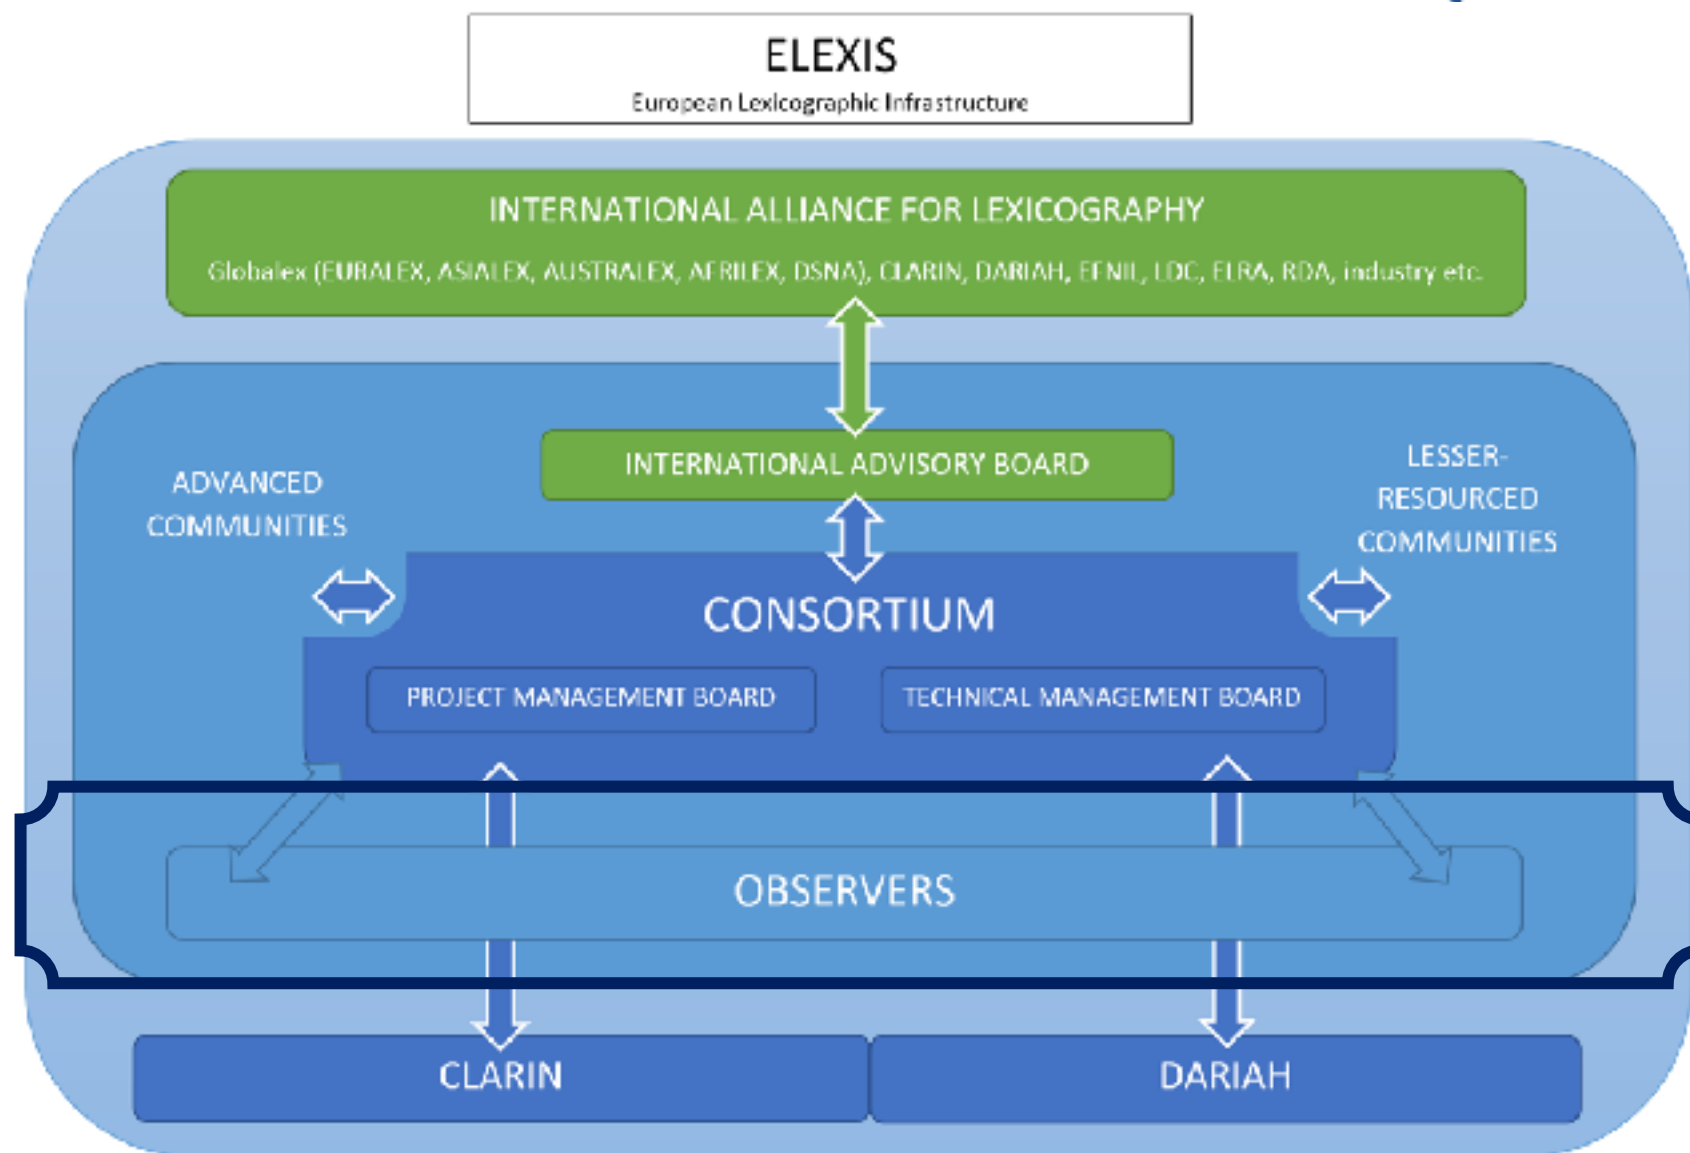 ELEXIS
European Lexicographic Infrastructure
INTERNATIONAL ALLIANCE FOR LEXICOGRAPHY
Globalex (EURALEX, ASIALEX, AUSTRALEX, AFRILEX, DSNA), CLARIN, DARIAH, EFNIL, LDC, ELRA, RDA, industry etc.
INTERNATIONAL ADVISORY BOARD
ADVANCED
COMMUNITIES
LESSER-
RESOURCED
COMMUNITIES
CONSORTIUM
PROJECT MANAGEMENT BOARD
TECHNICAL MANAGEMENT BOARD
OBSERVERS
CLARIN
DARIAH